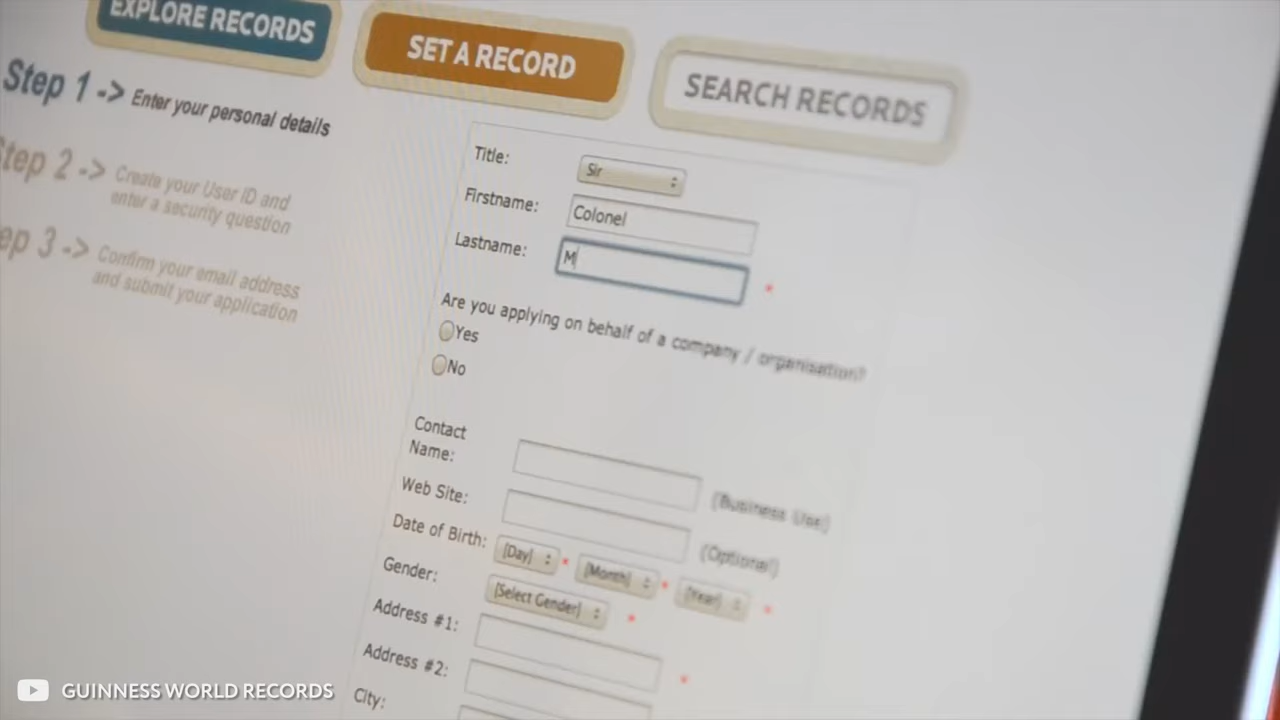 EXPLORE RECORDS
SET A RECORD
SEARCH RECORDS
Step 1 -> Enter your personal details
Step 2 -> Create your User ID and
enter a security question
ep 3 -> Confirm your email address
and submit your application
Title: Sir
Firstname: Colonel
Lastname: M *
Are you applying on behalf of a company / organisation?
Yes
No
Contact
Name: (Business Use)
Web Site: (Optional)
Date of Birth: [Day] * [Month] * [Year] *
Gender: [Select Gender] *
Address #1: *
Address #2:
City:
GUINNESS WORLD RECORDS